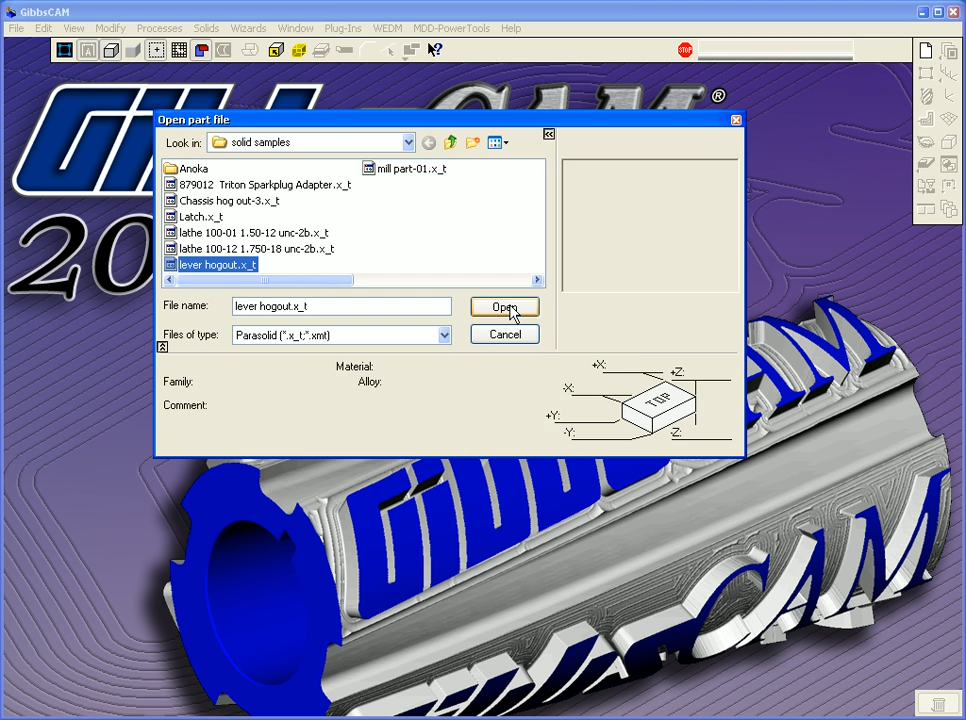 GibbsCAM
File Edit View Modify Processes Solids Wizards Window Plug-Ins WEDM MDD-PowerTools Help
STOP
®
Open part file
Look in: solid samples
Anoka
mill part-01.x_t
879012 Triton Sparkplug Adapter.x_t
Chassis hog out-3.x_t
Latch.x_t
lathe 100-01 1.50-12 unc-2b.x_t
lathe 100-12 1.750-18 unc-2b.x_t
lever hogout.x_t
File name: lever hogout.x_t
Open
Files of type: Parasolid (*.x_t;*.xmt)
Cancel
Material:
Family:
Alloy:
Comment:
+X:
+Z:
-X:
TOP
+Y:
-Y:
-Z:
GibbsCAM
GibbsCAM